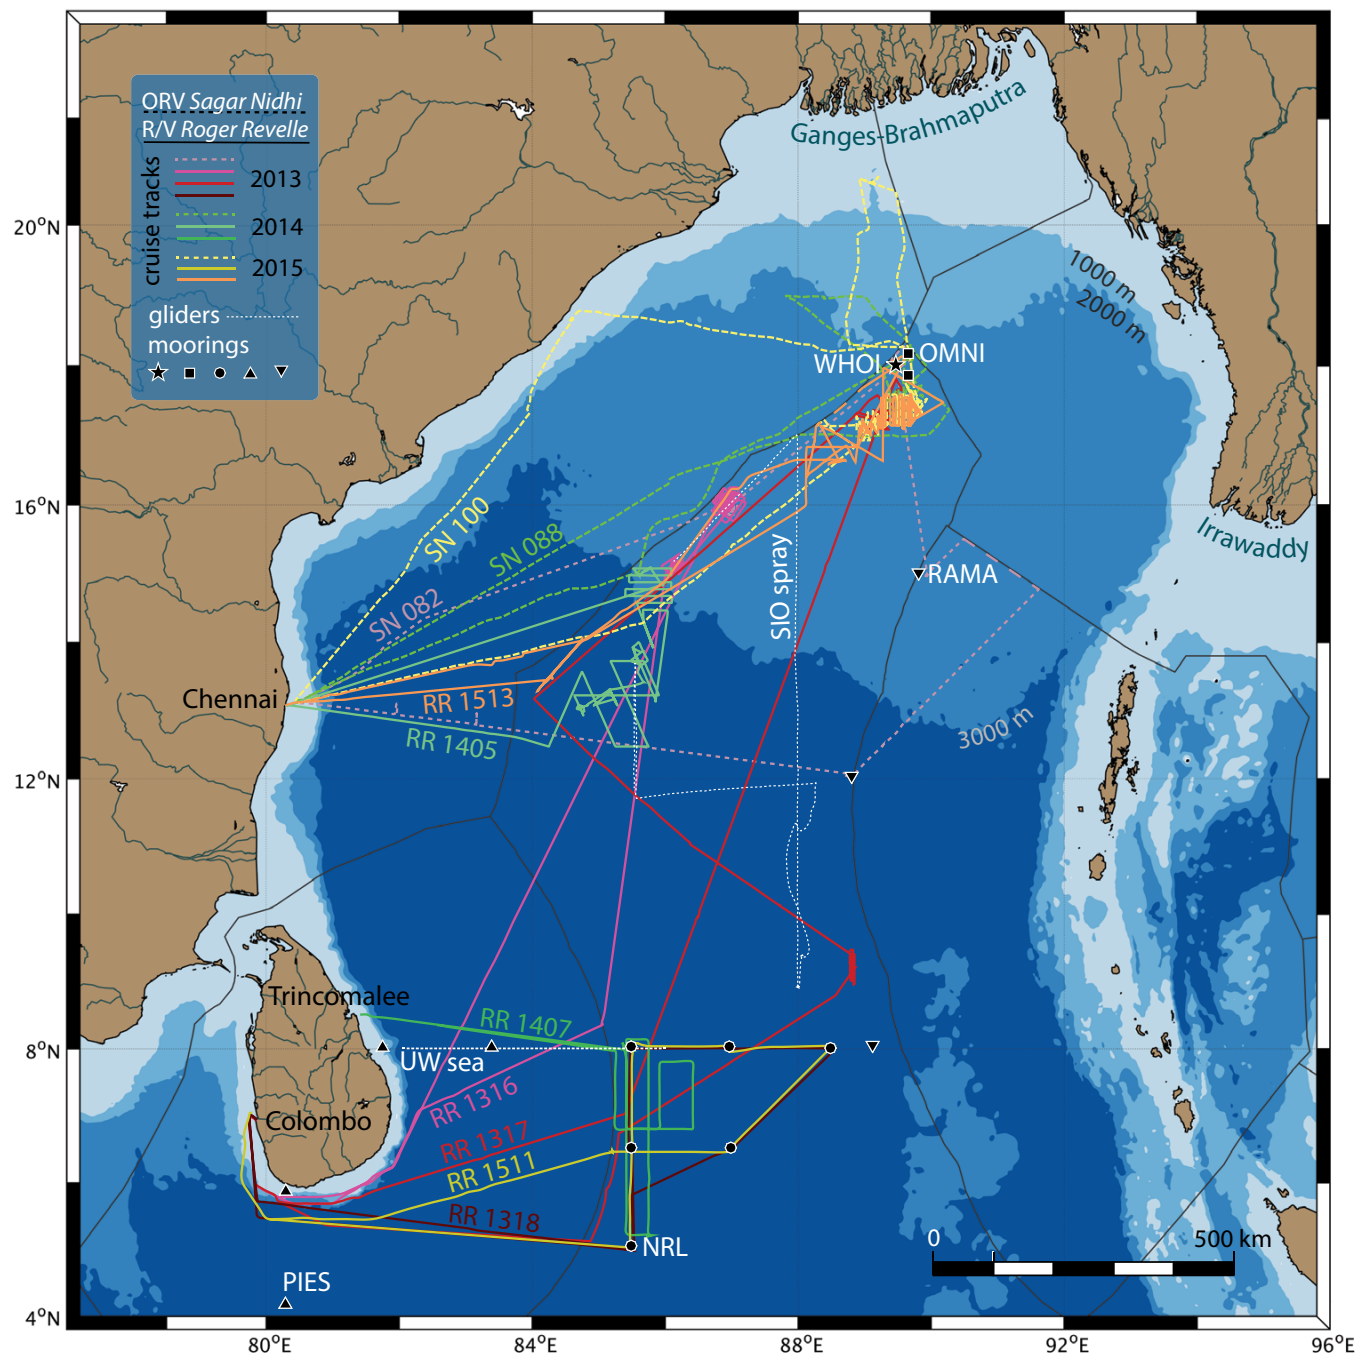 ORV Sagar Nidhi
R/V Roger Revelle
cruise tracks
2013
2014
2015
gliders
moorings
Ganges-Brahmaputra
1000 m
2000 m
WHOI
OMNI
SN 100
SN 088
SN 082
SIO spray
RAMA
Irrawaddy
Chennai
RR 1513
RR 1405
3000 m
Trincomalee
RR 1407
UW sea
RR 1316
Colombo
RR 1317
RR 1511
RR 1318
NRL
PIES
0
500 km
20°N
16°N
12°N
8°N
4°N
80°E
84°E
88°E
92°E
96°E